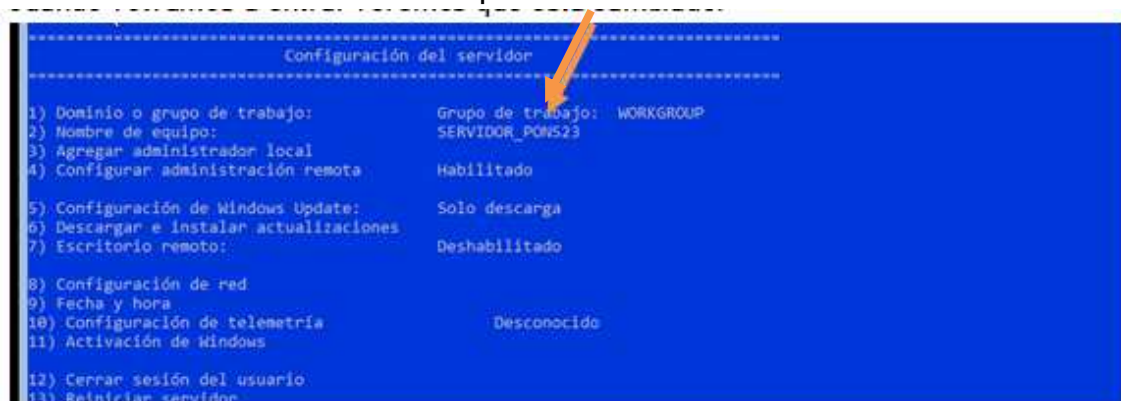 ============================================================
Configuración del servidor
============================================================
1) Dominio o grupo de trabajo: Grupo de trabajo: WORKGROUP
2) Nombre de equipo: SERVIDOR_PONS23
3) Agregar administrador local
4) Configurar administración remota Habilitado
5) Configuración de Windows Update: Solo descarga
6) Descargar e instalar actualizaciones
7) Escritorio remoto: Deshabilitado
8) Configuración de red
9) Fecha y hora
10) Configuración de telemetría Desconocido
11) Activación de Windows
12) Cerrar sesión del usuario
13) Reiniciar servidor